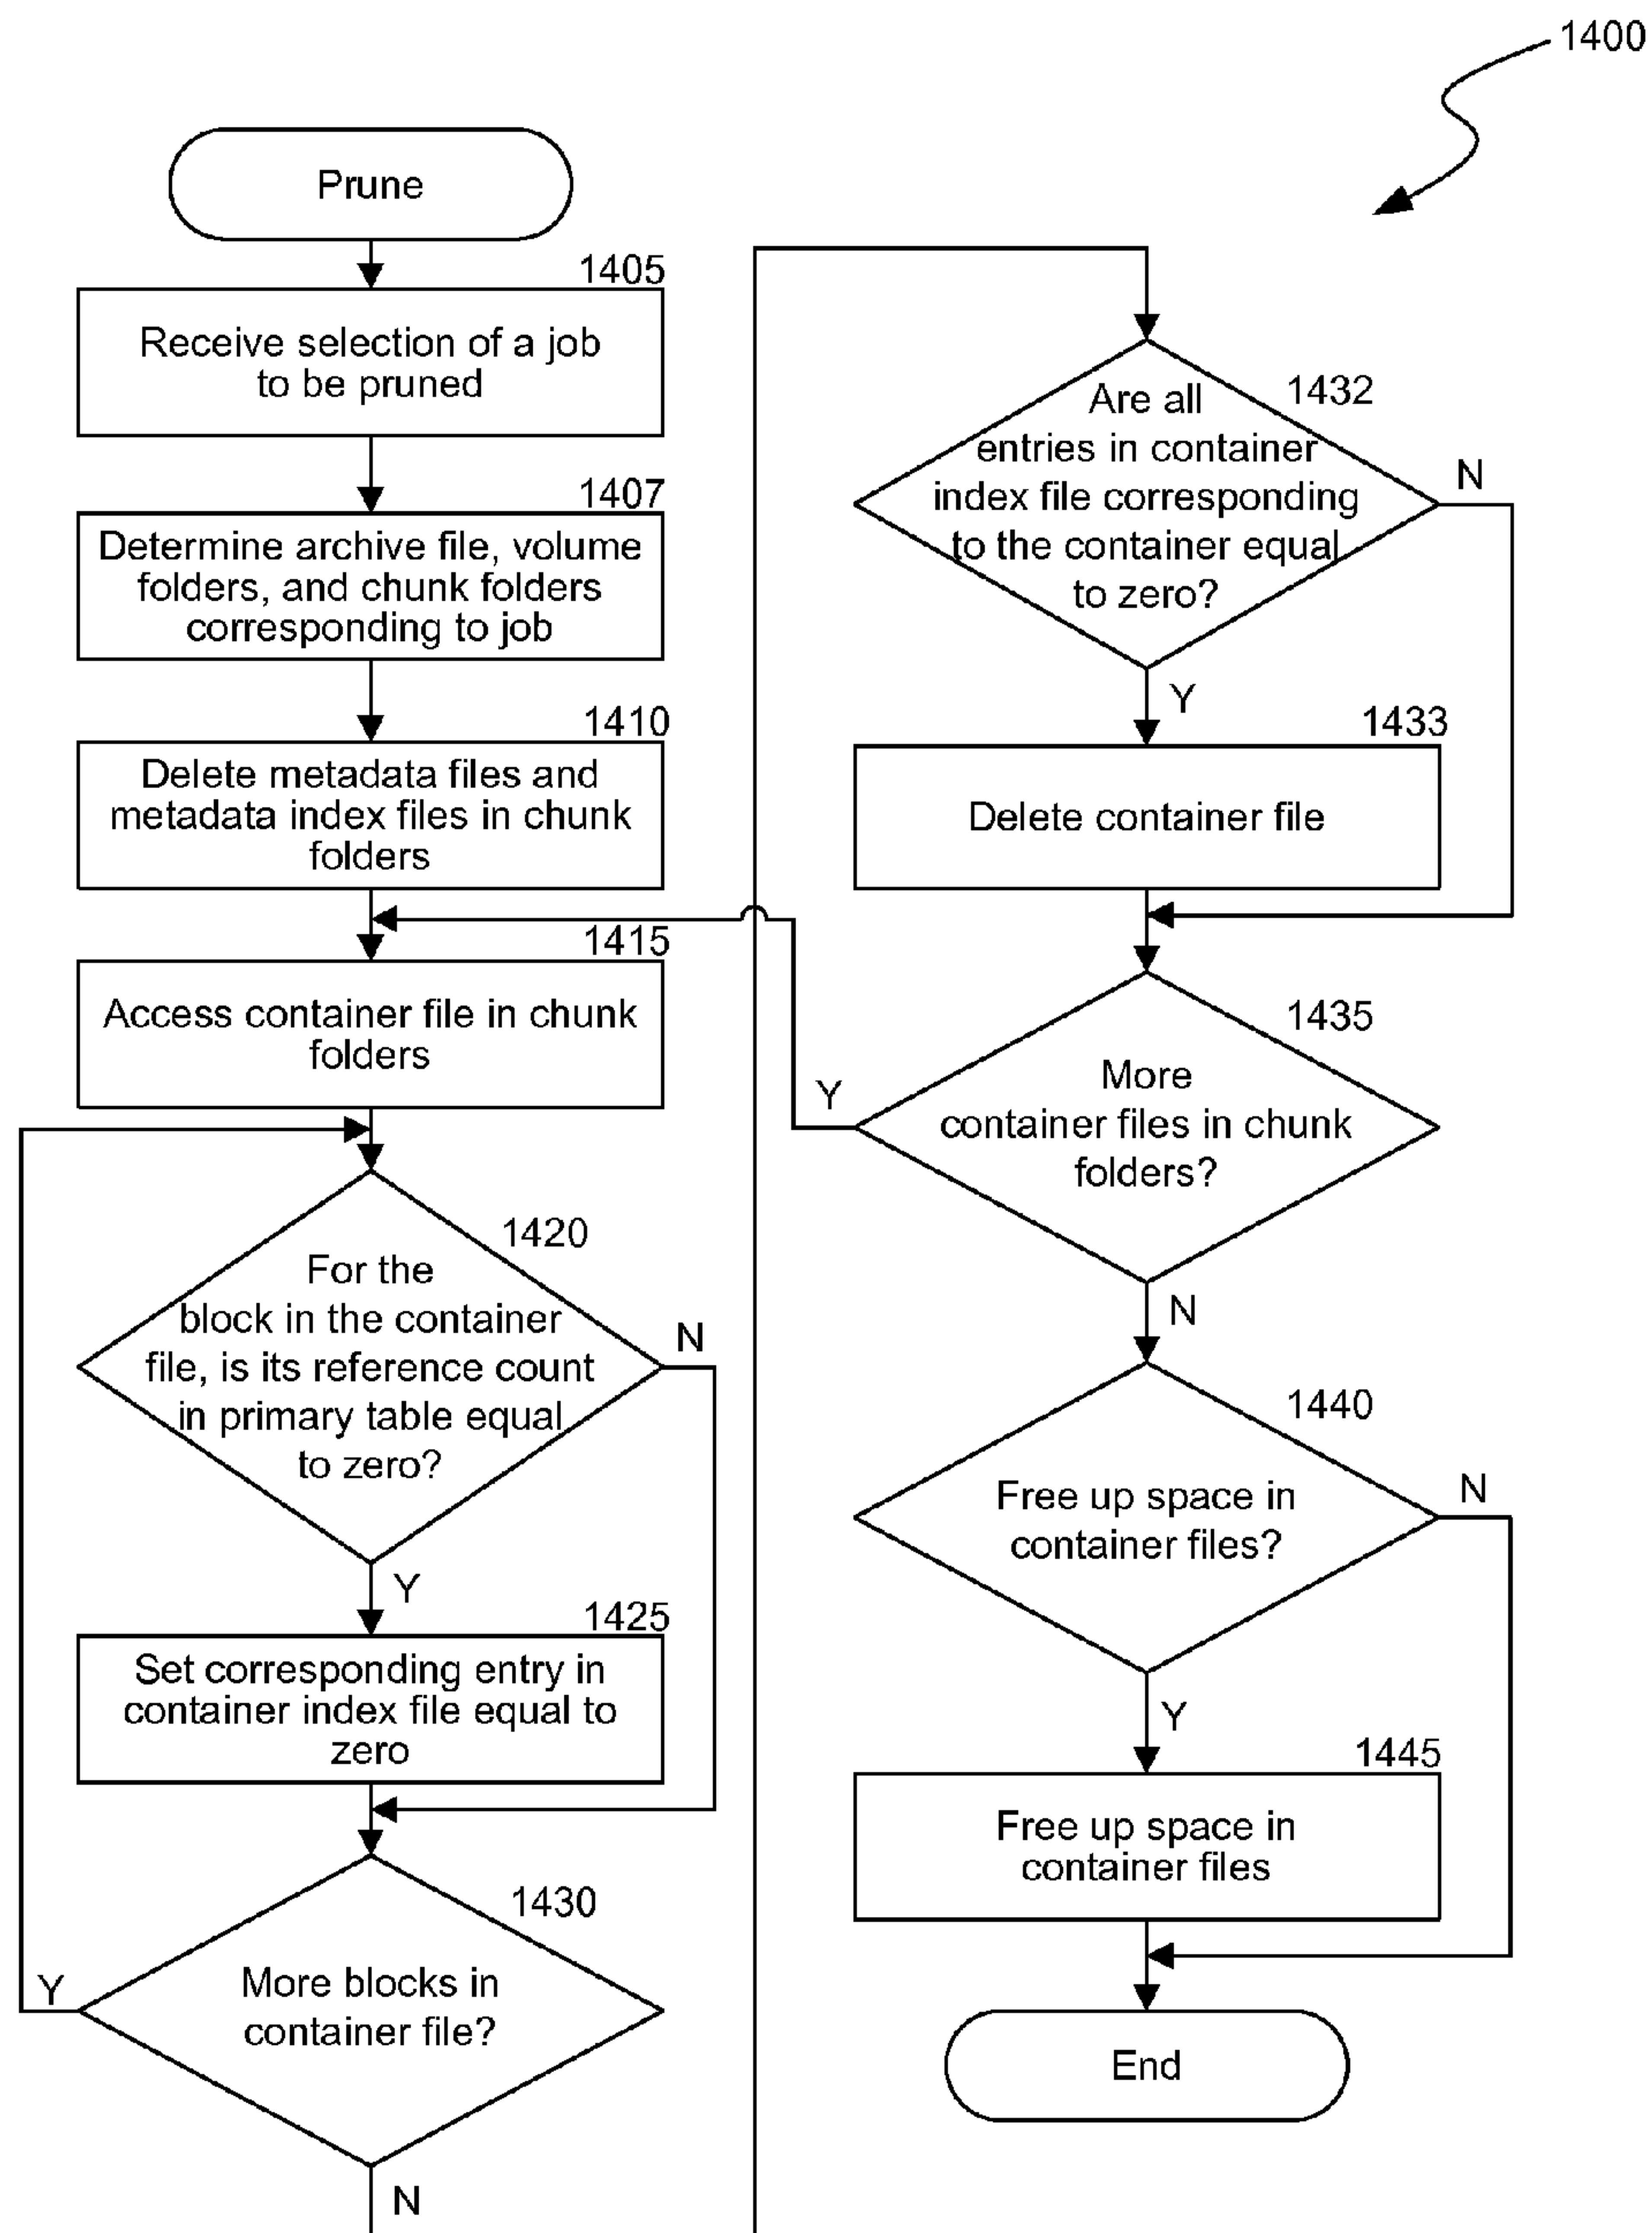 1400
Prune
1405
Receive selection of a job
to be pruned
1407
Determine archive file, volume
folders, and chunk folders
corresponding to job
1410
Delete metadata files and
metadata index files in chunk
folders
1415
Access container file in chunk
folders
1420
For the
block in the container
file, is its reference count
in primary table equal
to zero?
N
Y
1425
Set corresponding entry in
container index file equal to
zero
1430
More blocks in
container file?
Y
N
1432
Are all
entries in container
index file corresponding
to the container equal
to zero?
N
Y
1433
Delete container file
1435
More
container files in chunk
folders?
Y
N
1440
Free up space in
container files?
N
Y
1445
Free up space in
container files
End